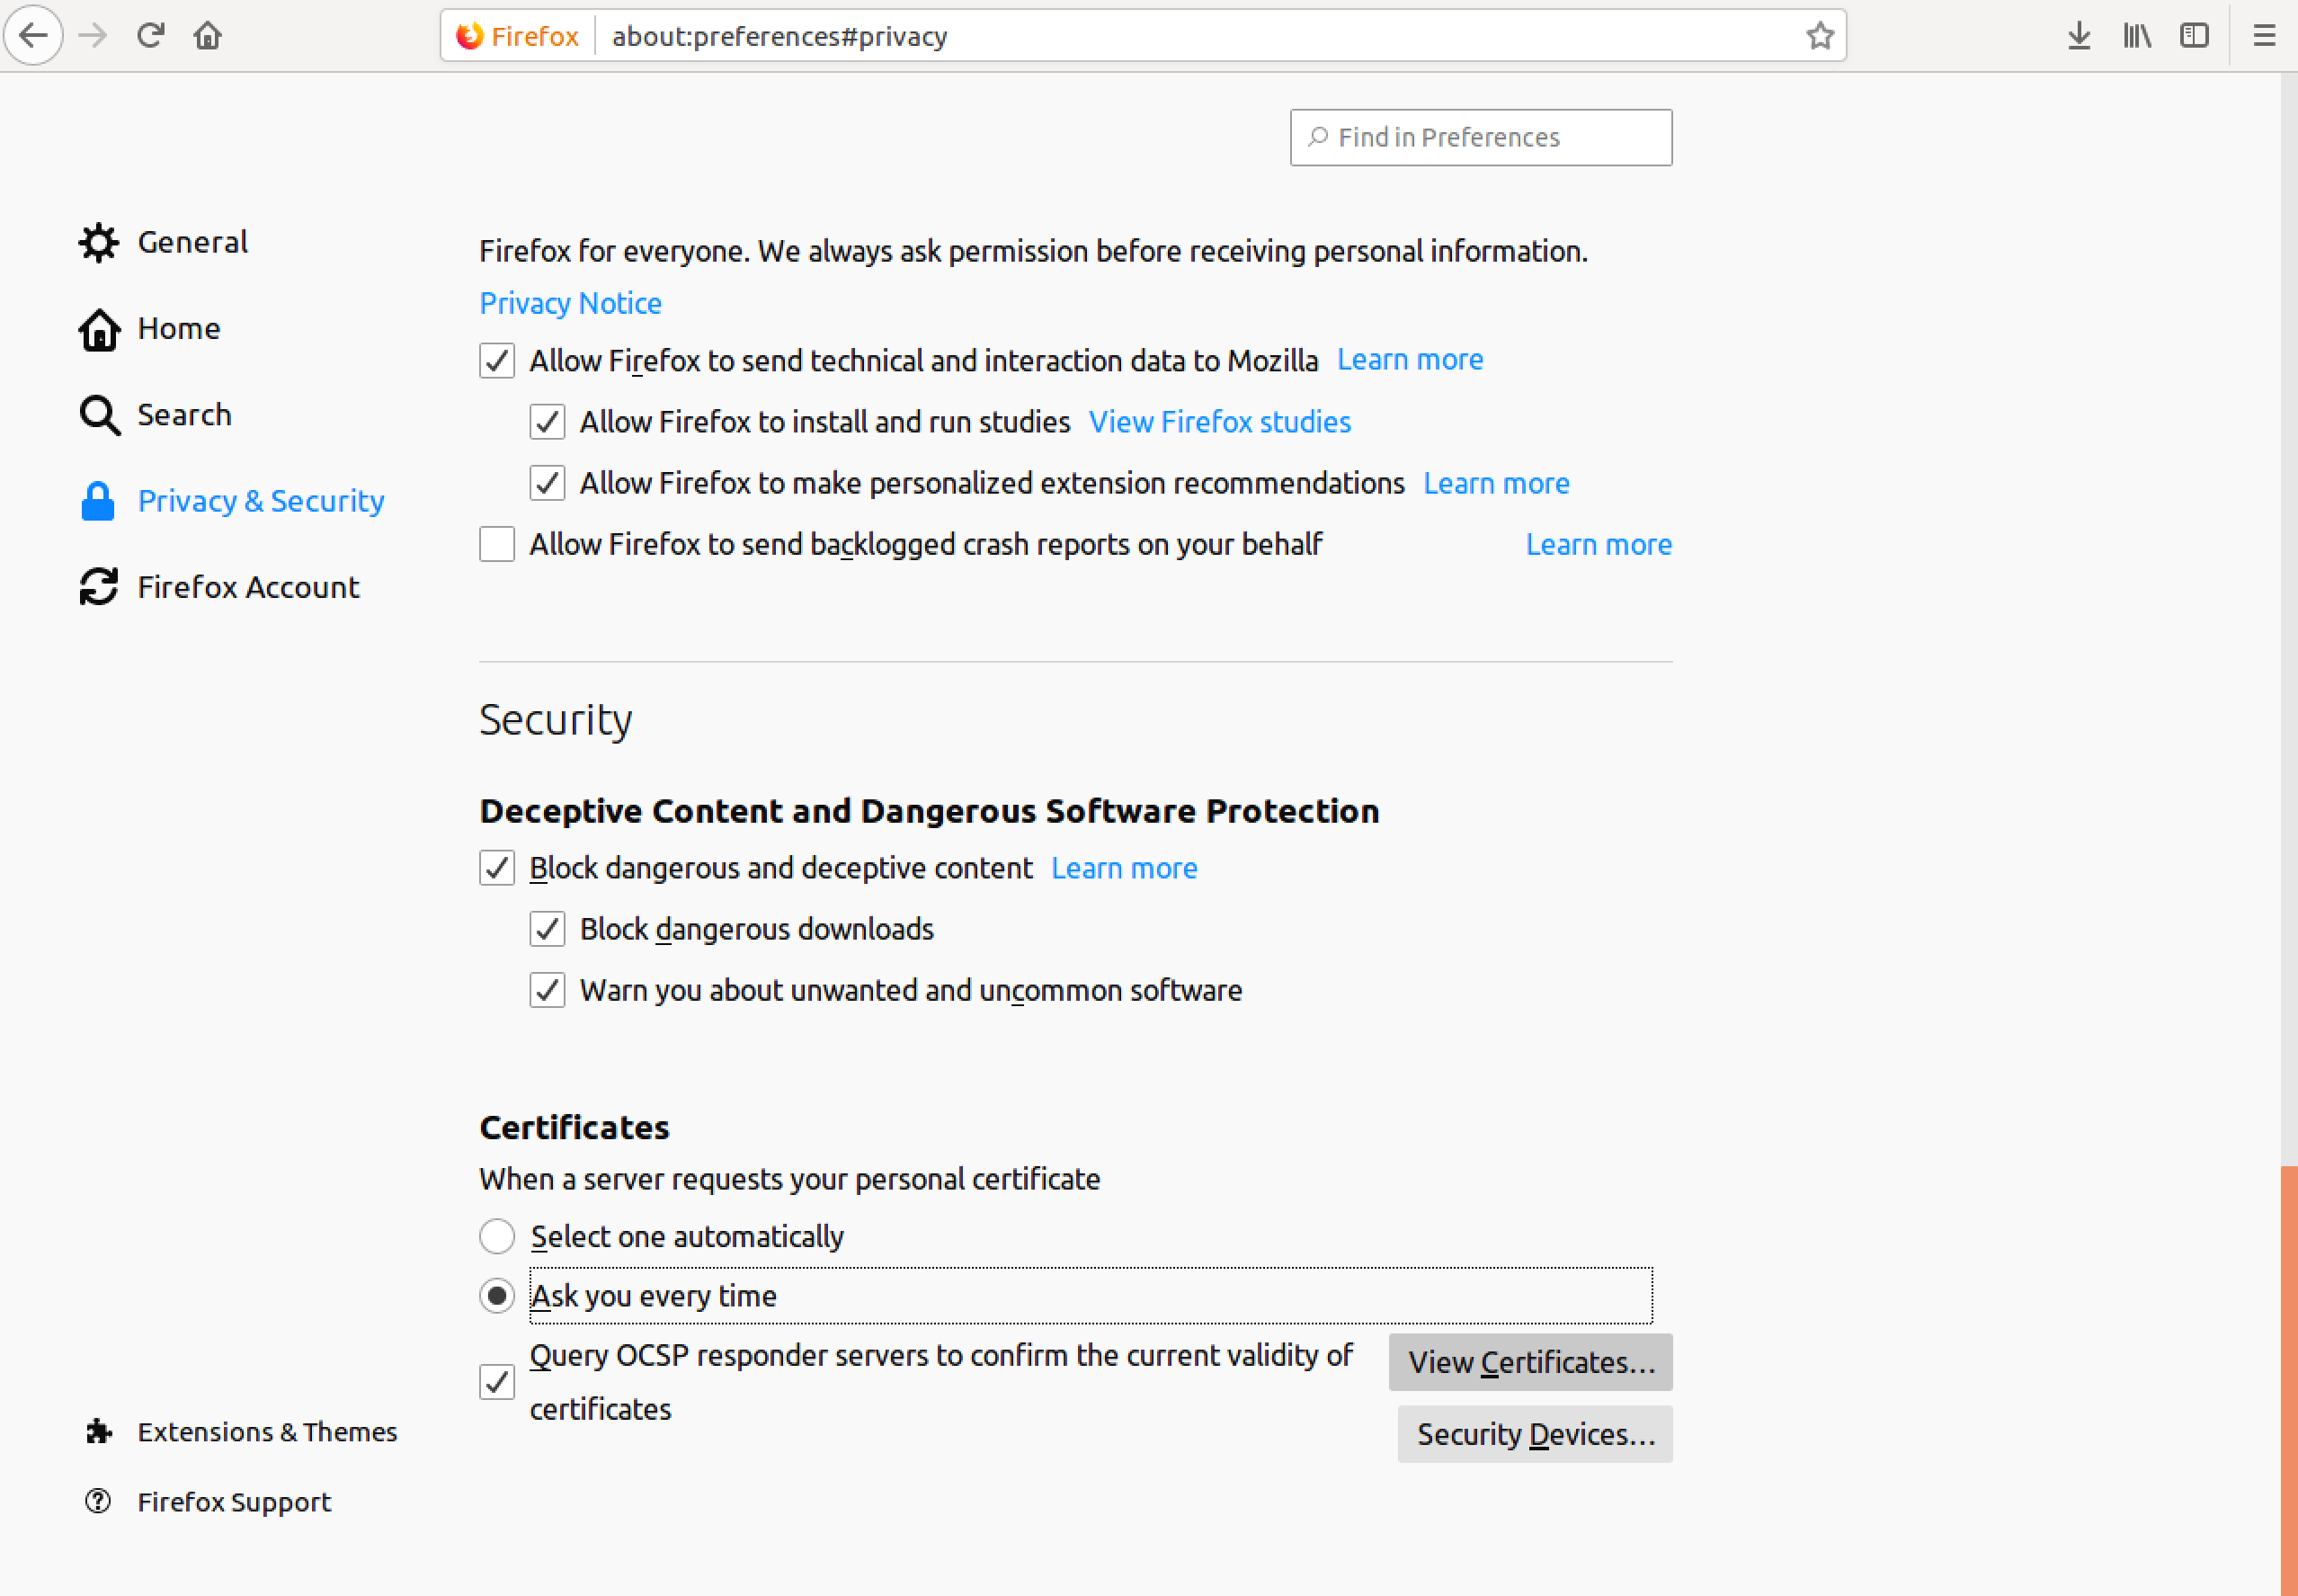 Firefox about:preferences#privacy
Find in Preferences
General
Home
Search
Privacy & Security
Firefox Account
Extensions & Themes
Firefox Support
Firefox for everyone. We always ask permission before receiving personal information.
Privacy Notice
Allow Firefox to send technical and interaction data to Mozilla Learn more
Allow Firefox to install and run studies View Firefox studies
Allow Firefox to make personalized extension recommendations Learn more
Allow Firefox to send backlogged crash reports on your behalf Learn more
Security
Deceptive Content and Dangerous Software Protection
Block dangerous and deceptive content Learn more
Block dangerous downloads
Warn you about unwanted and uncommon software
Certificates
When a server requests your personal certificate
Select one automatically
Ask you every time
Query OCSP responder servers to confirm the current validity of
certificates
View Certificates...
Security Devices...